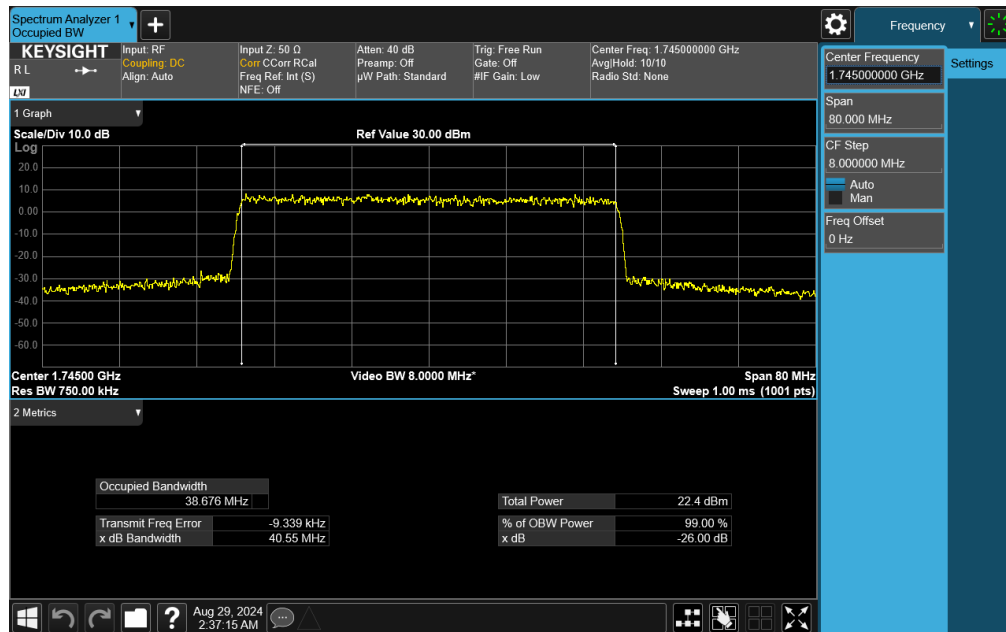 Spectrum Analyzer 1
Occupied BW
Frequency
KEYSIGHT
R L
LXI
Input: RF
Coupling: DC
Align: Auto
Input Z: 50 Ω
Corr CCorr RCal
Freq Ref: Int (S)
NFE: Off
Atten: 40 dB
Preamp: Off
µW Path: Standard
Trig: Free Run
Gate: Off
#IF Gain: Low
Center Freq: 1.745000000 GHz
Avg|Hold: 10/10
Radio Std: None
Center Frequency
1.745000000 GHz
Settings
Span
80.000 MHz
CF Step
8.000000 MHz
Auto
Man
Freq Offset
0 Hz
1 Graph
Scale/Div 10.0 dB
Ref Value 30.00 dBm
Log
20.0
10.0
0.00
-10.0
-20.0
-30.0
-40.0
-50.0
-60.0
Center 1.74500 GHz
Video BW 8.0000 MHz*
Span 80 MHz
Res BW 750.00 kHz
Sweep 1.00 ms (1001 pts)
2 Metrics
Occupied Bandwidth
38.676 MHz
Total Power 22.4 dBm
Transmit Freq Error -9.339 kHz
% of OBW Power 99.00 %
x dB Bandwidth 40.55 MHz
x dB -26.00 dB
?
Aug 29, 2024
2:37:15 AM